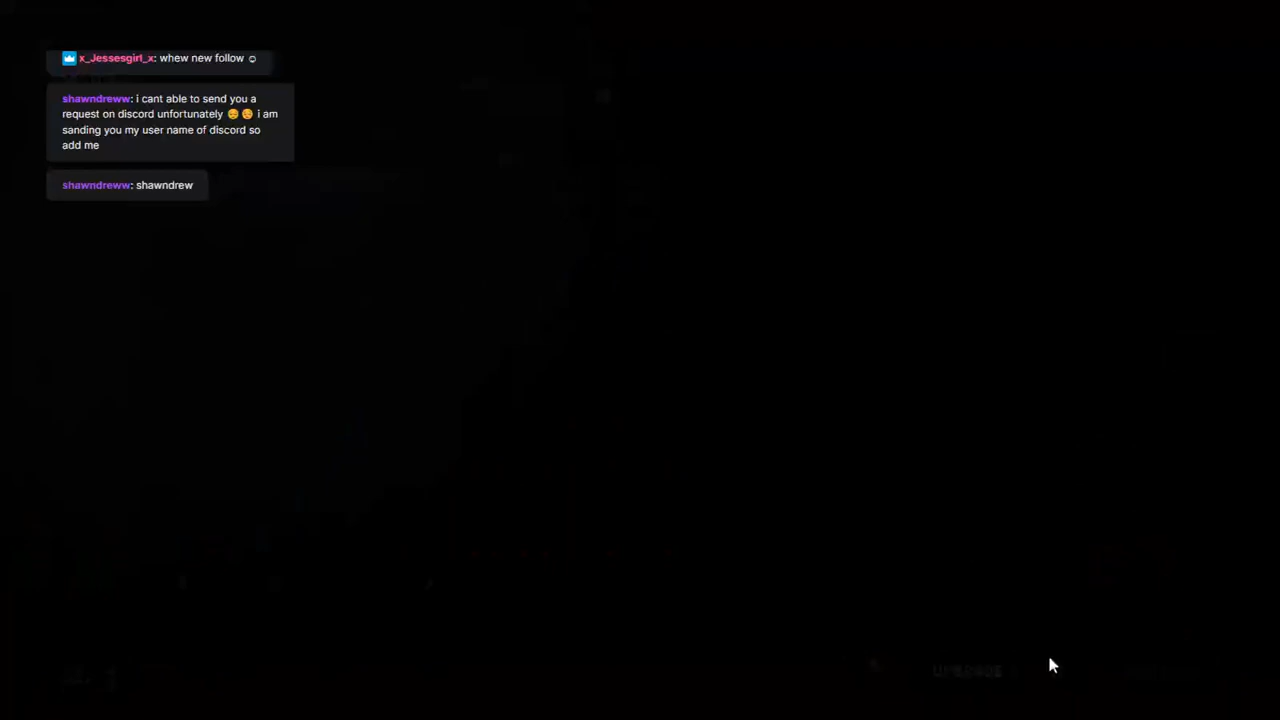 x_Jessesgirl_x: whew new follow ☺
shawndreww: i cant able to send you a
request on discord unfortunately 😔😔 i am
sanding you my user name of discord so
add me
shawndreww: shawndrew
UPGRADE